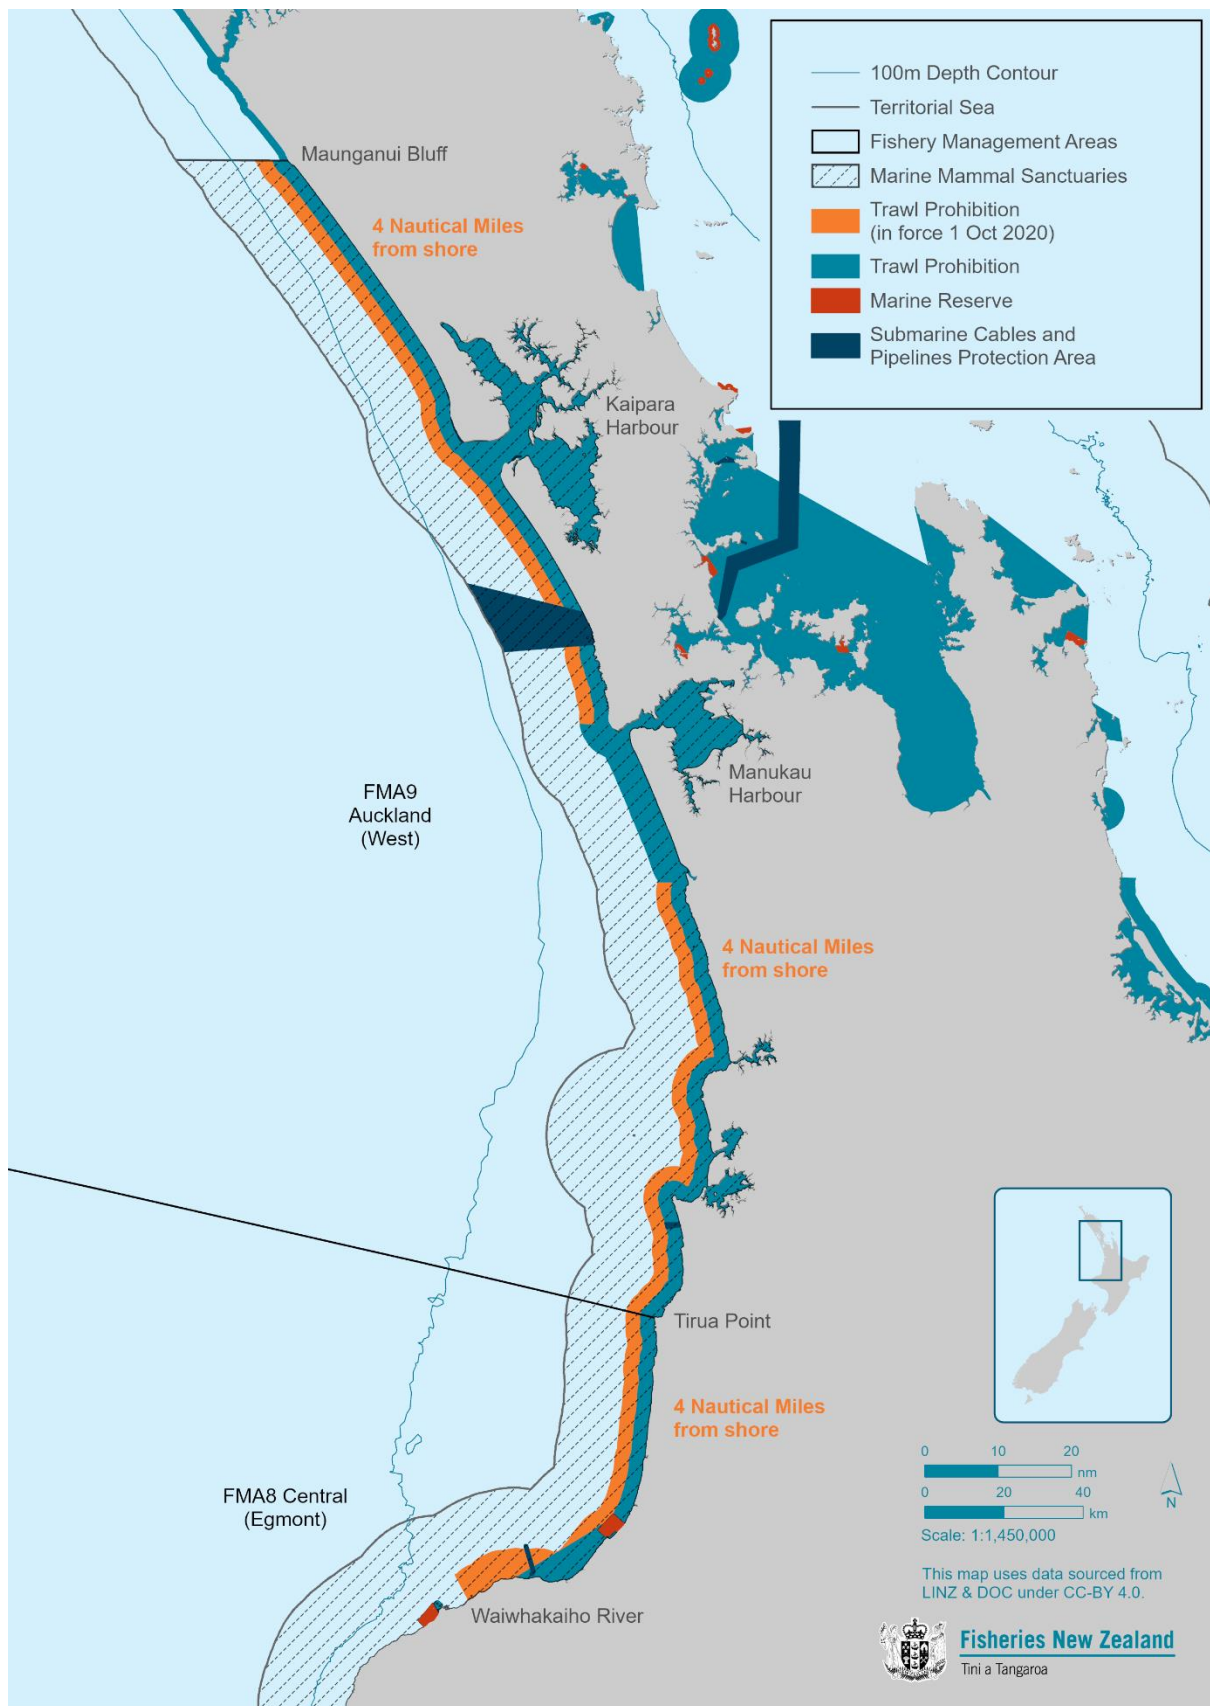 100m Depth Contour
Territorial Sea
Fishery Management Areas
Marine Mammal Sanctuaries
Trawl Prohibition
(in force 1 Oct 2020)
Trawl Prohibition
Marine Reserve
Submarine Cables and
Pipelines Protection Area
Maunganui Bluff
4 Nautical Miles
from shore
Kaipara
Harbour
Manukau
Harbour
FMA9
Auckland
(West)
4 Nautical Miles
from shore
Tirua Point
4 Nautical Miles
from shore
FMA8 Central
(Egmont)
Waiwhakaiho River
0 10 20
nm
0 20 40
km
N
Scale: 1:1,450,000
This map uses data sourced from
LINZ & DOC under CC-BY 4.0.
Fisheries New Zealand
Tini a Tangaroa